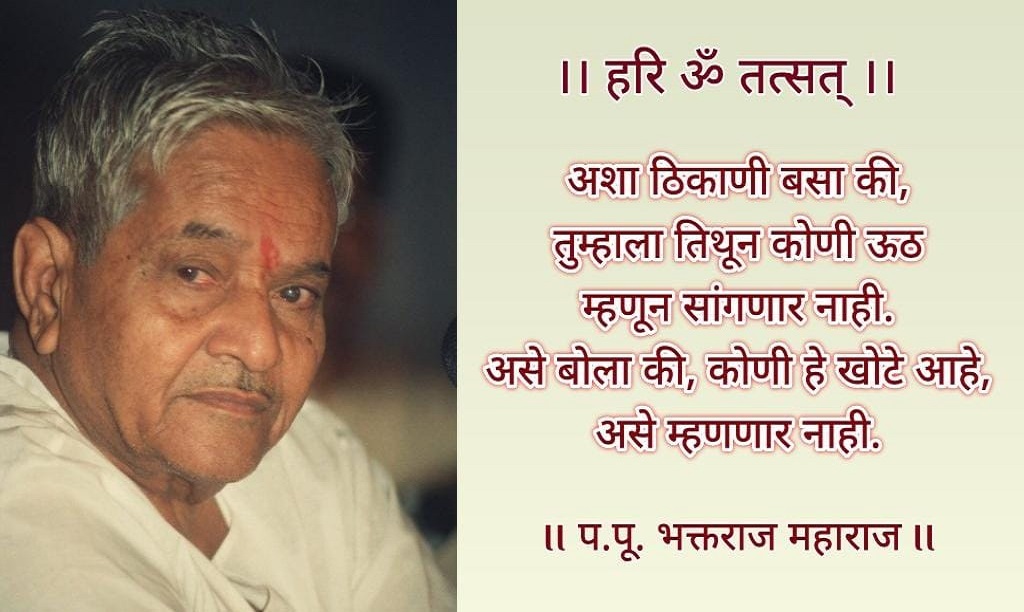 ।। हरि ॐ तत्सत् ।।
अशा ठिकाणी बसा की,
तुम्हाला तिथून कोणी ऊठ
म्हणून सांगणार नाही.
असे बोला की, कोणी हे खोटे आहे,
असे म्हणणार नाही.
॥ प.पू. भक्तराज महाराज ॥